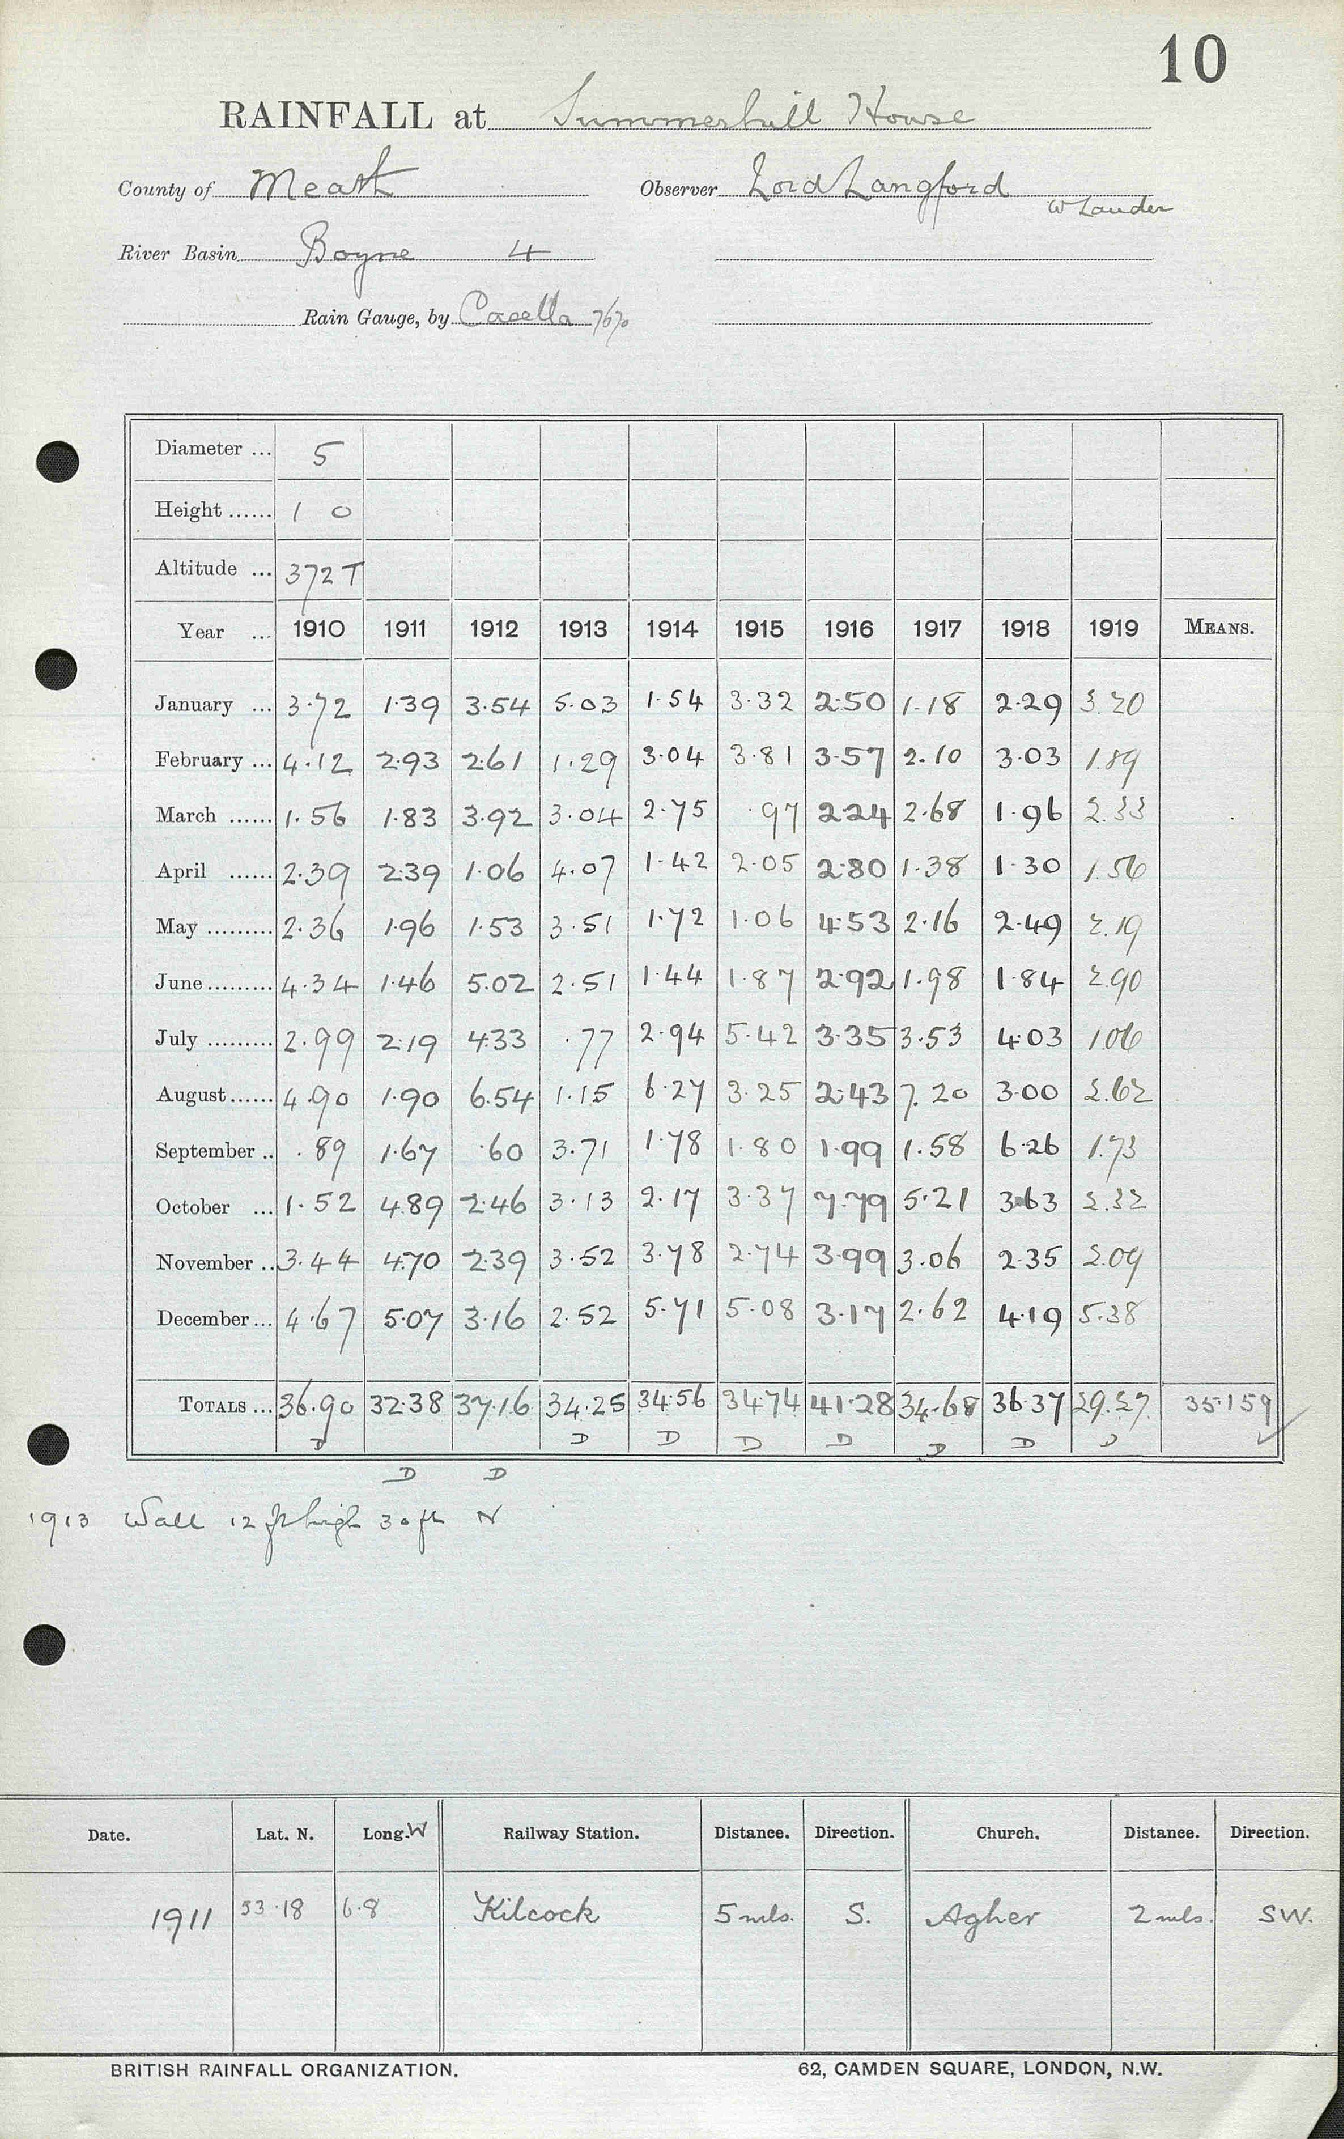 10
RAINFALL at Summerhill House
County of Meath Observer Lord Langford
W Lauder
River Basin Boyne 4
Rain Gauge, by Casella 7670
Diameter ... 5
Height ...... 1 0
Altitude ... 372 T
Year ... 1910 1911 1912 1913 1914 1915 1916 1917 1918 1919 MEANS.
January ... 3.72 1.39 3.54 5.03 1.54 3.32 2.50 1.18 2.29 3.20
February ... 4.12 2.93 2.61 1.29 3.04 3.81 3.57 2.10 3.03 1.89
March ...... 1.56 1.83 3.92 3.04 2.75 .97 2.24 2.68 1.96 2.33
April ...... 2.39 2.39 1.06 4.07 1.42 2.05 2.80 1.38 1.30 1.56
May ......... 2.36 1.96 1.53 3.51 1.72 1.06 4.53 2.16 2.49 2.19
June ......... 4.34 1.46 5.02 2.51 1.44 1.87 2.92 1.98 1.84 2.90
July ......... 2.99 2.19 4.33 .77 2.94 5.42 3.35 3.53 4.03 1.06
August ...... 4.90 1.90 6.54 1.15 6.27 3.25 2.43 7.20 3.00 2.62
September .. .89 1.67 .60 3.71 1.78 1.80 1.99 1.58 6.26 1.73
October ... 1.52 4.89 2.46 3.13 2.17 3.37 7.79 5.21 3.63 2.32
November .. 3.44 4.70 2.39 3.52 3.78 2.74 3.99 3.06 2.35 2.09
December ... 4.67 5.07 3.16 2.52 5.71 5.08 3.17 2.62 4.19 5.38
TOTALS ... 36.90 32.38 37.16 34.25 34.56 34.74 41.28 34.68 36.37 29.27 35.159
D D D D D D D D
D D
1913 Wall 12 ft high 30 ft N
Date. Lat. N. Long. W Railway Station. Distance. Direction. Church. Distance. Direction.
1911 53.18 6.8 Kilcock 5 mls. S. Agher 2 mls. SW.
BRITISH RAINFALL ORGANIZATION. 62, CAMDEN SQUARE, LONDON, N.W.